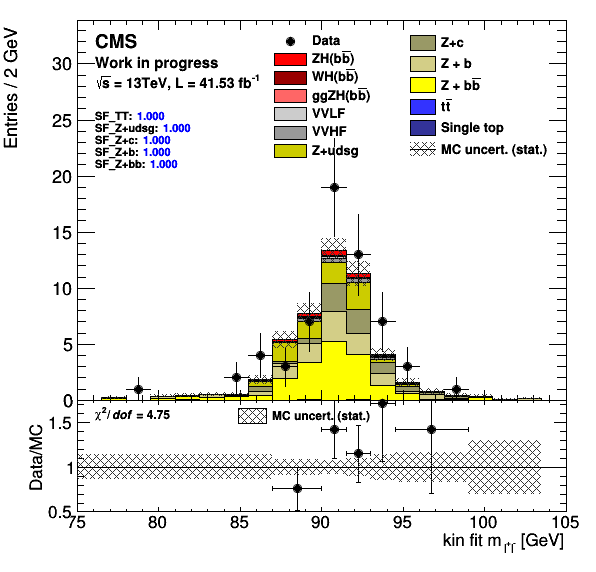 CMS
Work in progress
√s = 13TeV, L = 41.53 fb⁻¹
SF_TT: 1.000
SF_Z+udsg: 1.000
SF_Z+c: 1.000
SF_Z+b: 1.000
SF_Z+bb: 1.000
Data
ZH(bb̅)
WH(bb̅)
ggZH(bb̅)
VVLF
VVHF
Z+udsg
Z+c
Z + b
Z + bb̅
tt̅
Single top
MC uncert. (stat.)
Entries / 2 GeV
30
25
20
15
10
5
0
χ²/ dof = 4.75
MC uncert. (stat.)
Data/MC
1.5
1
0.5
75 80 85 90 95 100 105
kin fit m_l⁺l⁻ [GeV]